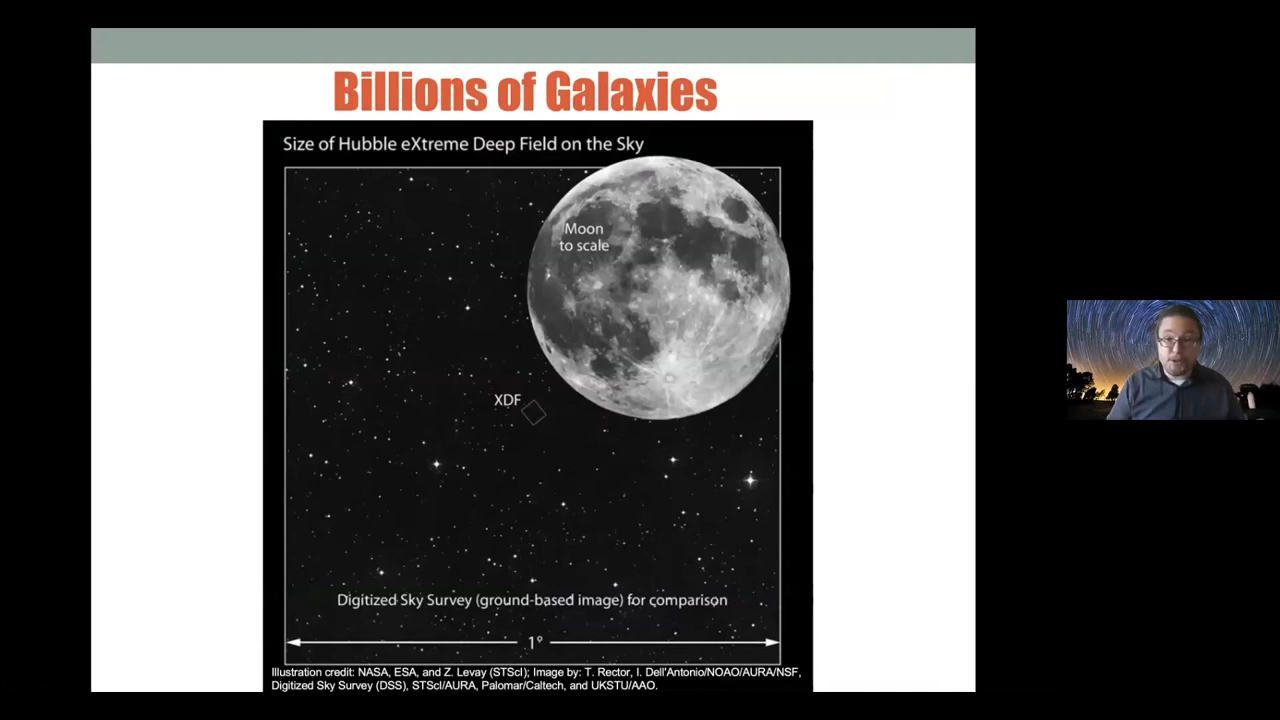 Billions of Galaxies
Size of Hubble eXtreme Deep Field on the Sky
Moon
to scale
XDF
Digitized Sky Survey (ground-based image) for comparison
1°
Illustration credit: NASA, ESA, and Z. Levay (STScI); Image by: T. Rector, I. Dell'Antonio/NOAO/AURA/NSF,
Digitized Sky Survey (DSS), STScI/AURA, Palomar/Caltech, and UKSTU/AAO.